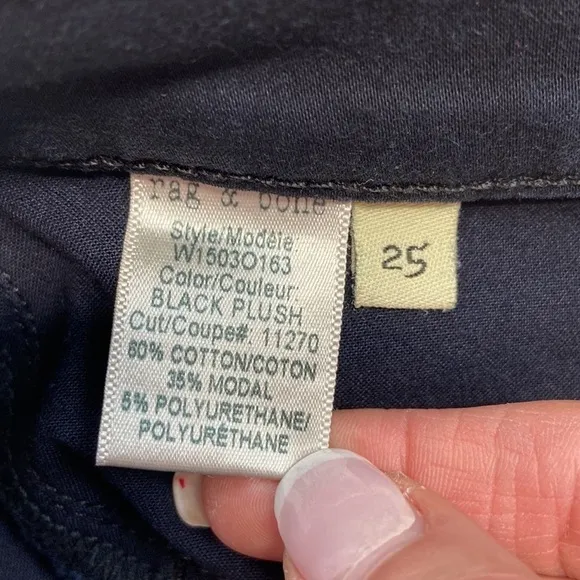 rag & bone
Style/Modèle:
W1503O163
Color/Couleur:
BLACK PLUSH
Cut/Coupe#: 11270
60% COTTON/COTON
35% MODAL
5% POLYURETHANE/
POLYURÉTHANE
25